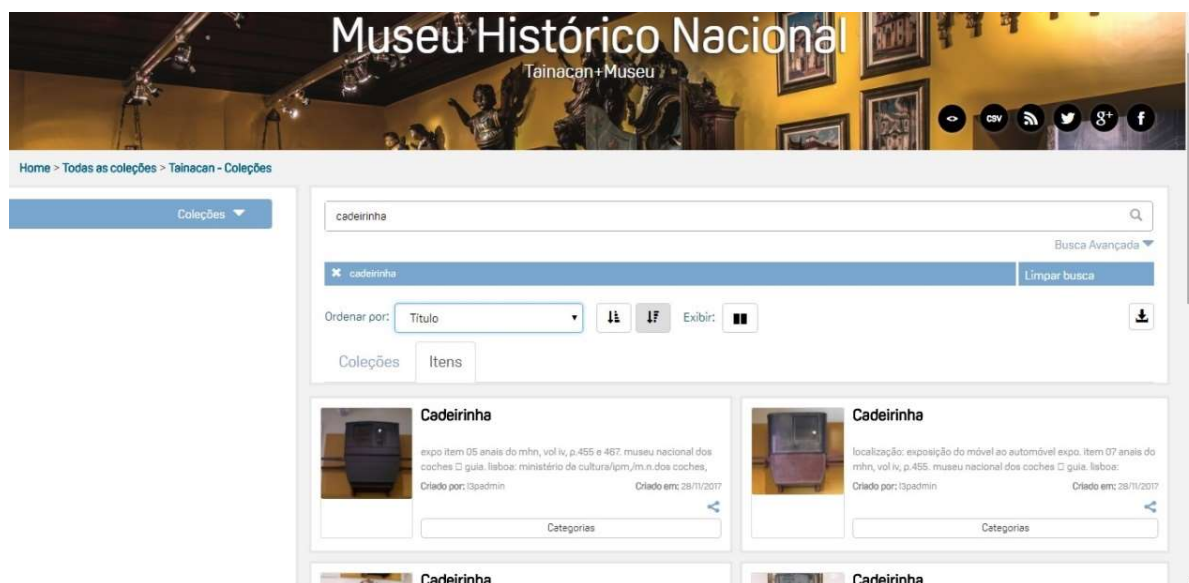 Museu Histórico Nacional
Tainacan+Museu
CSV
Home > Todas as coleções > Tainacan - Coleções
Coleções
cadeirinha
Busca Avançada
cadeirinha
Limpar busca
Ordenar por: Título Exibir:
Coleções Itens
Cadeirinha
expo item 05 anais do mhn, vol iv, p.455 e 467. museu nacional dos
coches □ guia. lisboa: ministério da cultura/ipm,/m.n.dos coches,
Criado por: l3padmin Criado em: 28/11/2017
Categorias
Cadeirinha
localização: exposição do móvel ao automóvel expo. item 07 anais do
mhn, vol iv, p.455. museu nacional dos coches □ guia. lisboa:
Criado por: l3padmin Criado em: 28/11/2017
Categorias
Cadeirinha
Cadeirinha